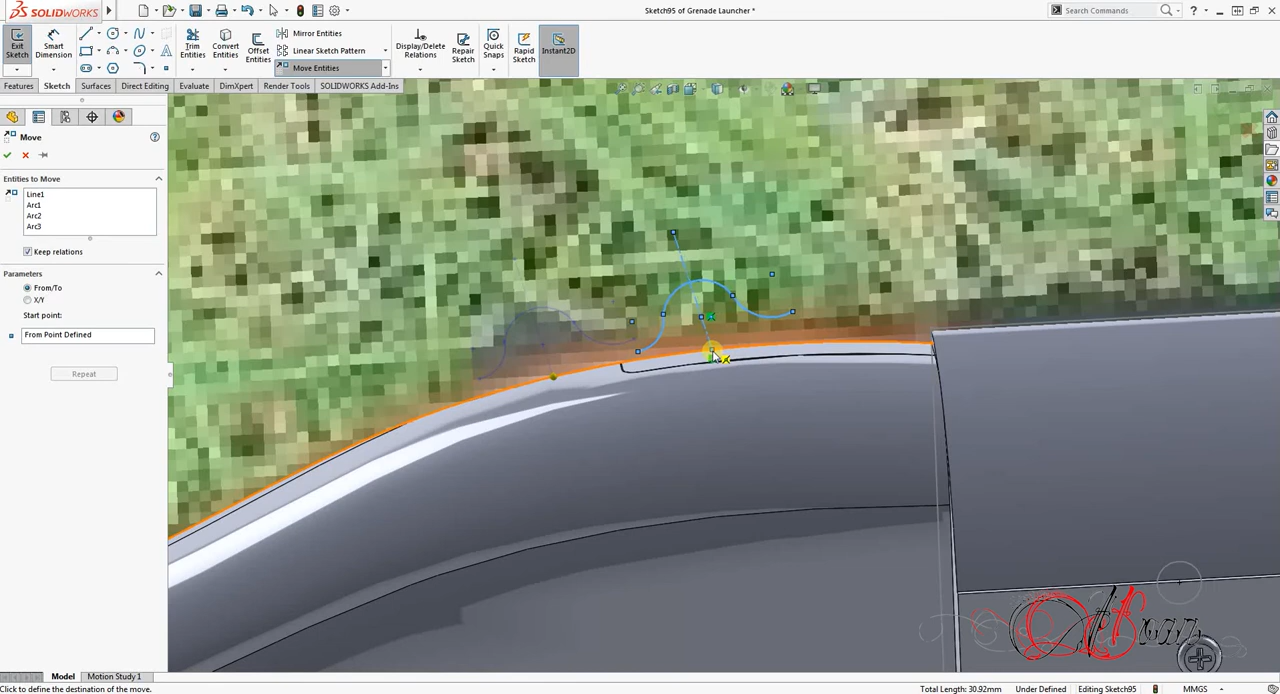 SOLIDWORKS
Sketch95 of Grenade Launcher *
Search Commands
Exit Sketch
Smart Dimension
Trim Entities
Convert Entities
Offset Entities
Mirror Entities
Linear Sketch Pattern
Move Entities
Display/Delete Relations
Repair Sketch
Quick Snaps
Rapid Sketch
Instant2D
Features
Sketch
Surfaces
Direct Editing
Evaluate
DimXpert
Render Tools
SOLIDWORKS Add-Ins
Move
Entities to Move
Line1
Arc1
Arc2
Arc3
Keep relations
Parameters
From/To
X/Y
Start point:
From Point Defined
Repeat
Model
Motion Study 1
Click to define the destination of the move.
Total Length: 30.92mm
Under Defined
Editing Sketch95
MMGS